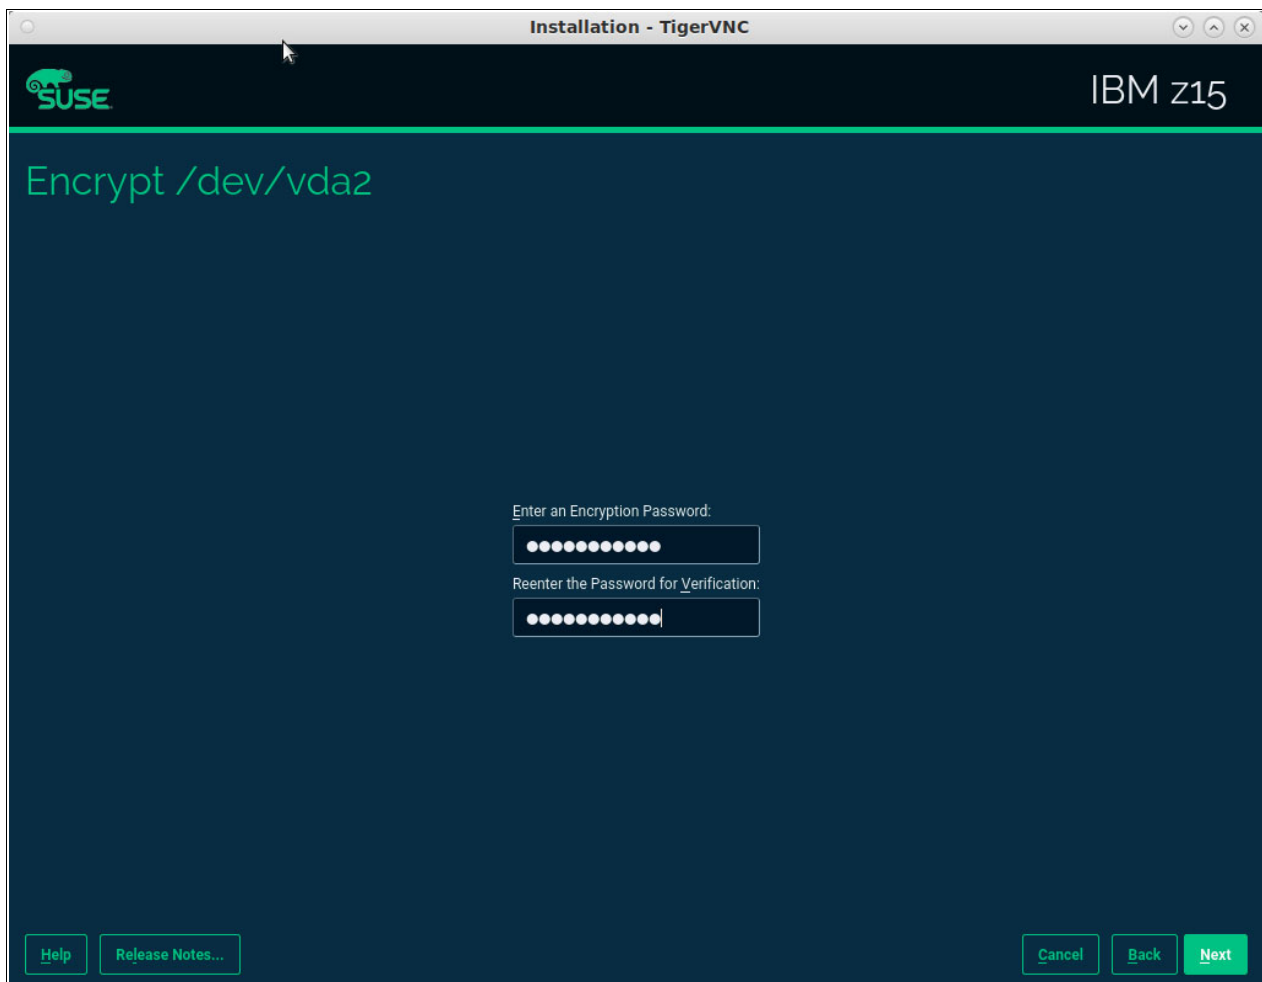 Installation - TigerVNC
SUSE
IBM z15
Encrypt /dev/vda2
Enter an Encryption Password:
●●●●●●●●●●●
Reenter the Password for Verification:
●●●●●●●●●●●
Help
Release Notes...
Cancel
Back
Next